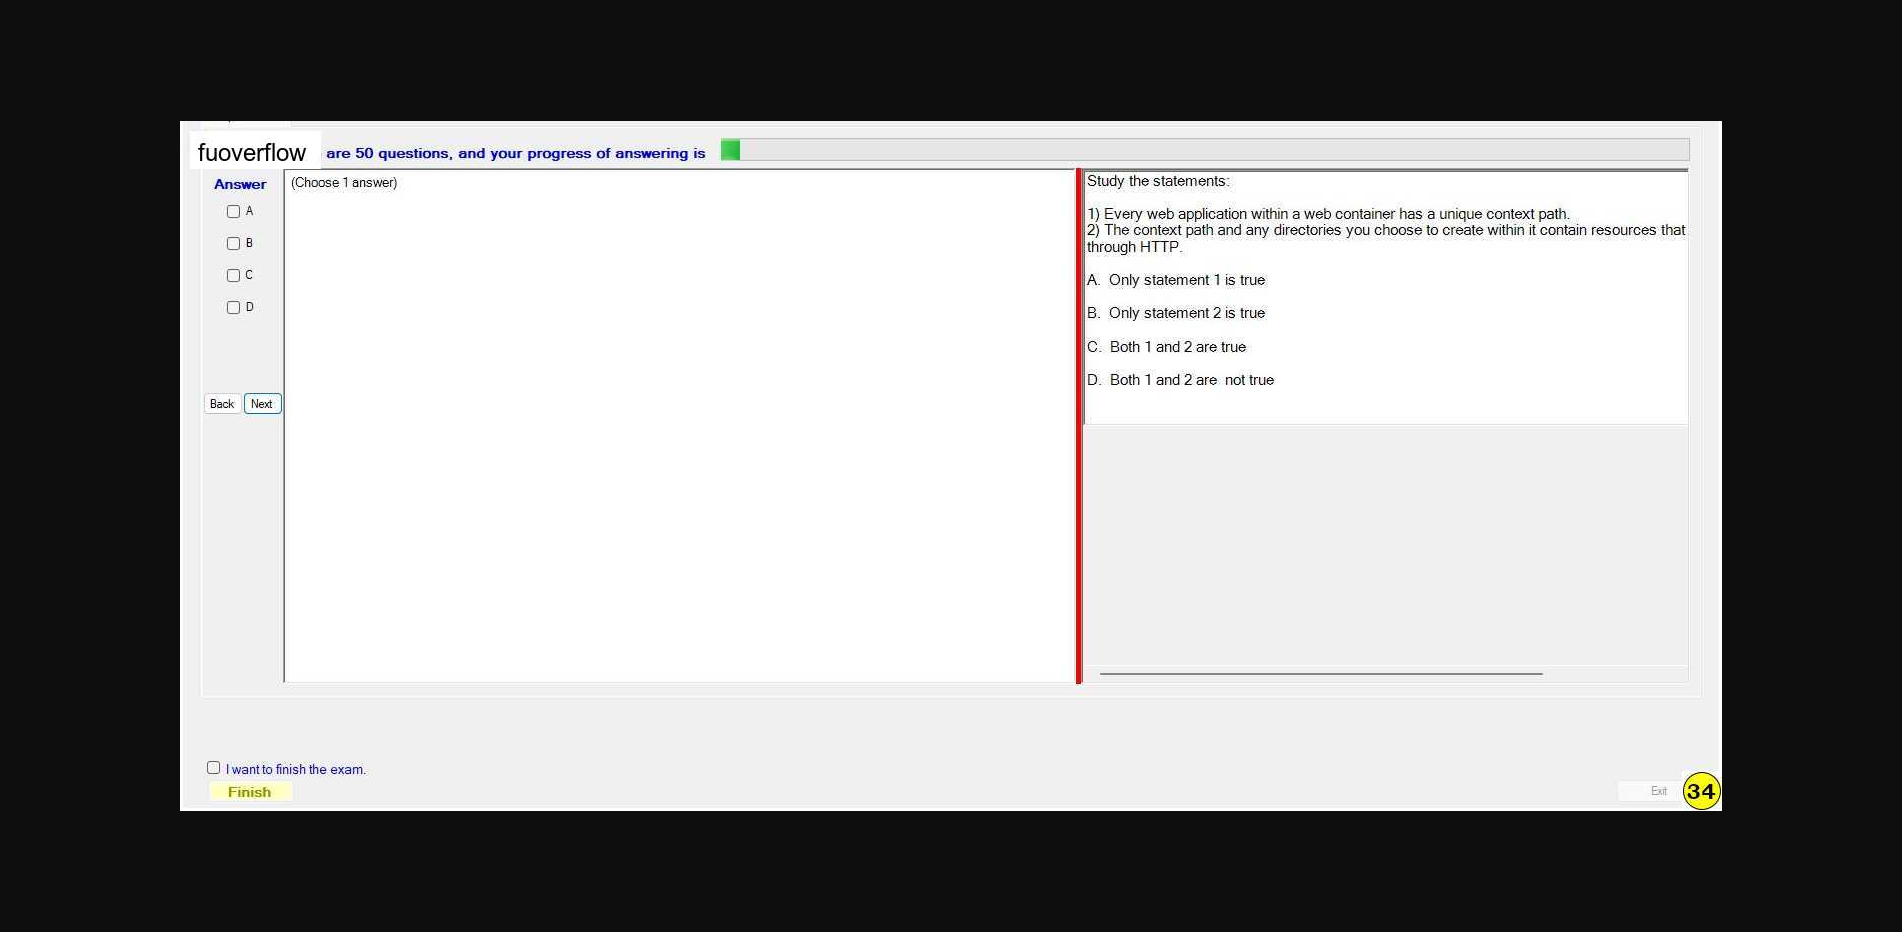 fuoverflow are 50 questions, and your progress of answering is
Answer
A
B
C
D
Back Next
(Choose 1 answer)
Study the statements:
1) Every web application within a web container has a unique context path.
2) The context path and any directories you choose to create within it contain resources that
through HTTP.
A. Only statement 1 is true
B. Only statement 2 is true
C. Both 1 and 2 are true
D. Both 1 and 2 are not true
I want to finish the exam.
Finish
Exit
34